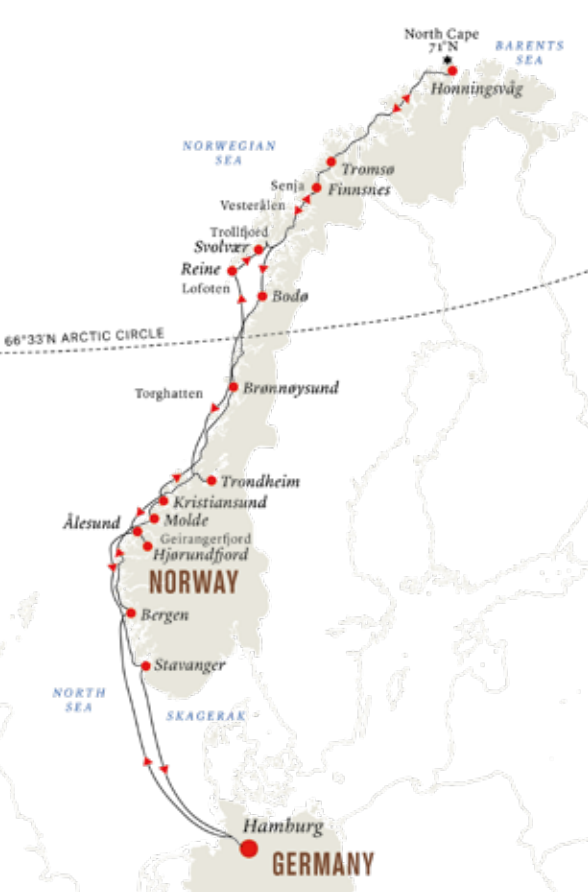 North Cape
71°N
BARENTS
SEA
Honningsvåg
NORWEGIAN
SEA
Tromsø
Senja
Finnsnes
Vesterålen
Trollfjord
Svolvær
Reine
Lofoten
Bodø
66°33'N ARCTIC CIRCLE
Torghatten
Brønnøysund
Trondheim
Kristiansund
Molde
Ålesund
Geirangerfjord
Hjørundfjord
NORWAY
Bergen
Stavanger
NORTH
SEA
SKAGERAK
Hamburg
GERMANY